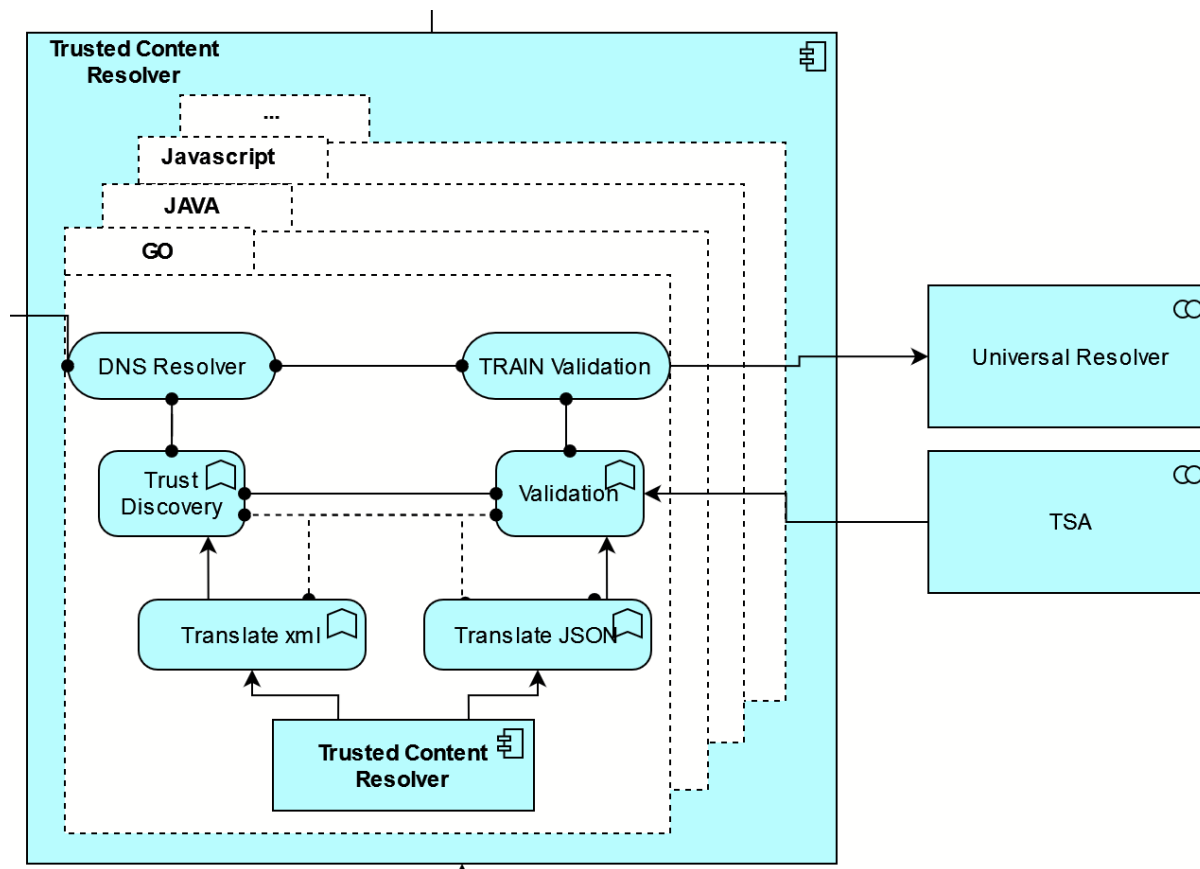 Trusted Content
Resolver
...
Javascript
JAVA
GO
DNS Resolver
TRAIN Validation
Universal Resolver
Trust
Discovery
Validation
TSA
Translate xml
Translate JSON
Trusted Content
Resolver